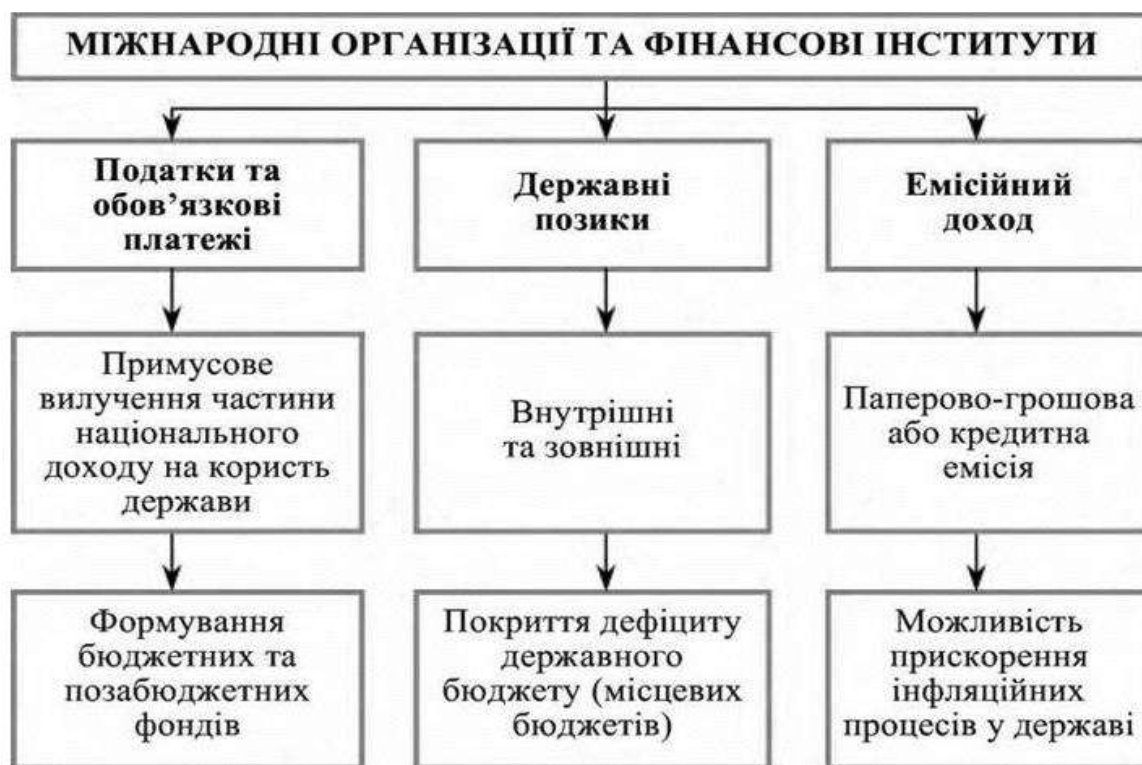 МІЖНАРОДНІ ОРГАНІЗАЦІЇ ТА ФІНАНСОВІ ІНСТИТУТИ
Податки та
обов’язкові
платежі
Державні
позики
Емісійний
доход
Примусове
вилучення частини
національного
доходу на користь
держави
Внутрішні
та зовнішні
Паперово-грошова
або кредитна
емісія
Формування
бюджетних та
позабюджетних
фондів
Покриття дефіциту
державного
бюджету (місцевих
бюджетів)
Можливість
прискорення
інфляційних
процесів у державі